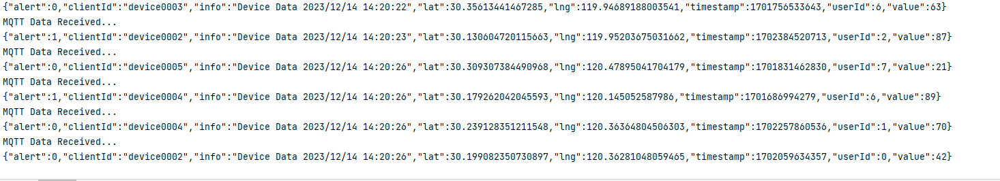 {"alert":0,"clientId":"device0003","info":"Device Data 2023/12/14 14:20:22","lat":30.35613441467285,"lng":119.94689188003541,"timestamp":1701756533643,"userId":6,"value":63}
MQTT Data Received...
{"alert":1,"clientId":"device0002","info":"Device Data 2023/12/14 14:20:23","lat":30.130604720115663,"lng":119.95203675031662,"timestamp":1702384520713,"userId":2,"value":87}
MQTT Data Received...
{"alert":0,"clientId":"device0005","info":"Device Data 2023/12/14 14:20:26","lat":30.309307384490968,"lng":120.47895041704179,"timestamp":1701831462830,"userId":7,"value":21}
MQTT Data Received...
{"alert":1,"clientId":"device0004","info":"Device Data 2023/12/14 14:20:26","lat":30.179262042045593,"lng":120.145052587986,"timestamp":1701686994279,"userId":6,"value":89}
MQTT Data Received...
{"alert":0,"clientId":"device0004","info":"Device Data 2023/12/14 14:20:26","lat":30.239128351211548,"lng":120.36364804506303,"timestamp":1702257860536,"userId":1,"value":70}
MQTT Data Received...
{"alert":0,"clientId":"device0002","info":"Device Data 2023/12/14 14:20:26","lat":30.199082350730897,"lng":120.36281048059465,"timestamp":1702059634357,"userId":0,"value":42}